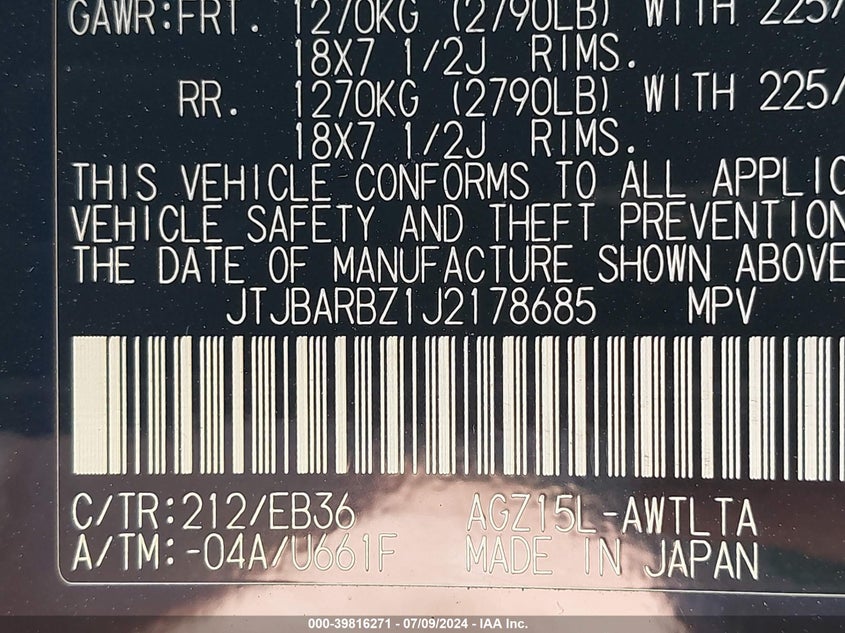 GAWR:FRT. 1270KG (2790LB) WITH 225/
18X7 1/2J RIMS.
RR. 1270KG (2790LB) WITH 225/
18X7 1/2J RIMS.
THIS VEHICLE CONFORMS TO ALL APPLIC
VEHICLE SAFETY AND THEFT PREVENTION
THE DATE OF MANUFACTURE SHOWN ABOVE
JTJBARBZ1J2178685 MPV
C/TR:212/EB36 AGZ15L-AWTLTA
A/TM:-04A/U661F MADE IN JAPAN
000-39816271 - 07/09/2024 - IAA Inc.